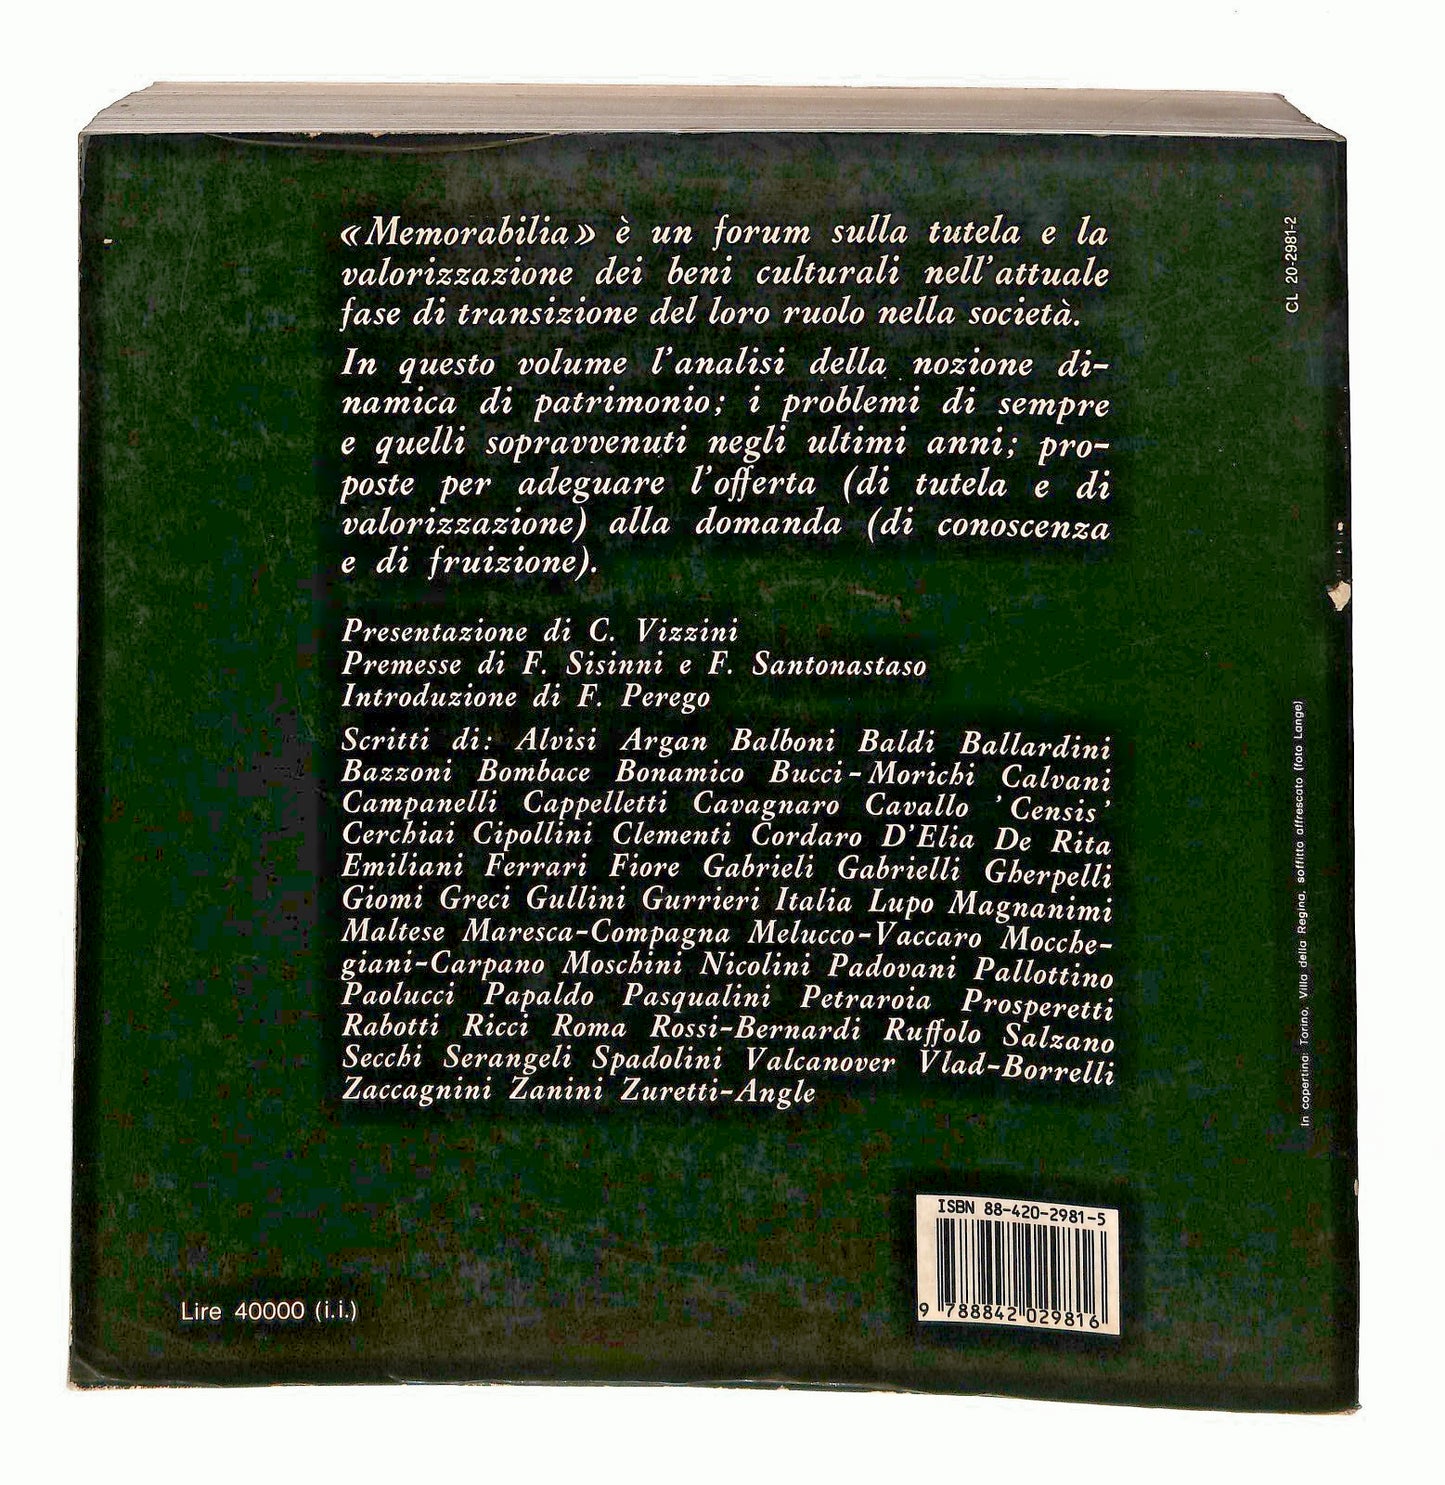 «Memorabilia» è un forum sulla tutela e la
valorizzazione dei beni culturali nell'attuale
fase di transizione del loro ruolo nella società.
In questo volume l'analisi della nozione di-
namica di patrimonio; i problemi di sempre
e quelli sopravvenuti negli ultimi anni; pro-
poste per adeguare l'offerta (di tutela e di
valorizzazione) alla domanda (di conoscenza
e di fruizione).
Presentazione di C. Vizzini
Premesse di F. Sisinni e F. Santonastaso
Introduzione di F. Perego
Scritti di: Alvisi Argan Balboni Baldi Ballardini
Bazzoni Bombace Bonamico Bucci-Morichi Calvani
Campanelli Cappelletti Cavagnaro Cavallo 'Censis'
Cerchiai Cipollini Clementi Cordaro D'Elia De Rita
Emiliani Ferrari Fiore Gabrieli Gabrielli Gherpelli
Giomi Greci Gullini Gurrieri Italia Lupo Magnanimi
Maltese Maresca-Compagna Melucco-Vaccaro Mocche-
giani-Carpano Moschini Nicolini Padovani Pallottino
Paolucci Papaldo Pasqualini Petraroia Prosperetti
Rabotti Ricci Roma Rossi-Bernardi Ruffolo Salzano
Secchi Serangeli Spadolini Valcanover Vlad-Borrelli
Zaccagnini Zanini Zuretti-Angle
CL 20-2981-2
In copertina: Torino, Villa della Regina, soffitto affrescato (foto Lange)
Lire 40000 (i.i.)
ISBN 88-420-2981-5
9 788842 029816